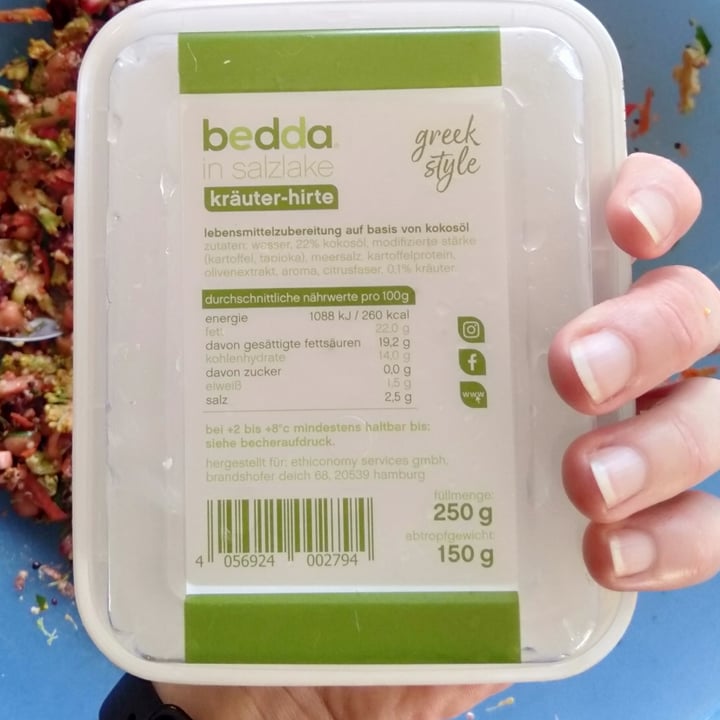 bedda
in salzlake
kräuter-hirte
greek
style
lebensmittelzubereitung auf basis von kokosöl
zutaten: wasser, 22% kokosöl, modifizierte stärke
(kartoffel, tapioka), meersalz, kartoffelprotein,
olivenextrakt, aroma, citrusfaser, 0,1% kräuter
durchschnittliche nährwerte pro 100g
energie 1088 kJ / 260 kcal
fett 22,0 g
davon gesättigte fettsäuren 19,2 g
kohlenhydrate 14,0 g
davon zucker 0,0 g
eiweiß 1,5 g
salz 2,5 g
www
bei +2 bis +8°c mindestens haltbar bis:
siehe becheraufdruck.
hergestellt für: ethiconomy services gmbh,
brandshofer deich 68, 20539 hamburg
füllmenge:
250 g
abtropfgewicht:
150 g
4 056924 002794